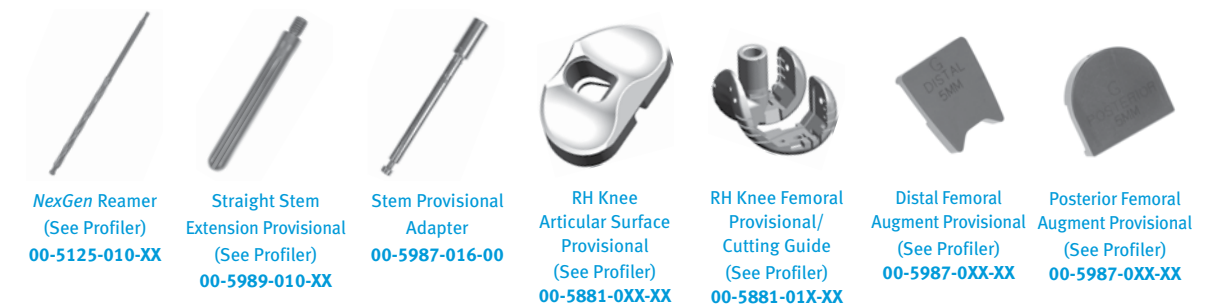 G
DISTAL
5MM
G
POSTERIOR
5MM
NexGen Reamer
(See Profiler)
00-5125-010-XX
Straight Stem
Extension Provisional
(See Profiler)
00-5989-010-XX
Stem Provisional
Adapter
00-5987-016-00
RH Knee
Articular Surface
Provisional
(See Profiler)
00-5881-0XX-XX
RH Knee Femoral
Provisional/
Cutting Guide
(See Profiler)
00-5881-01X-XX
Distal Femoral
Augment Provisional
(See Profiler)
00-5987-0XX-XX
Posterior Femoral
Augment Provisional
(See Profiler)
00-5987-0XX-XX